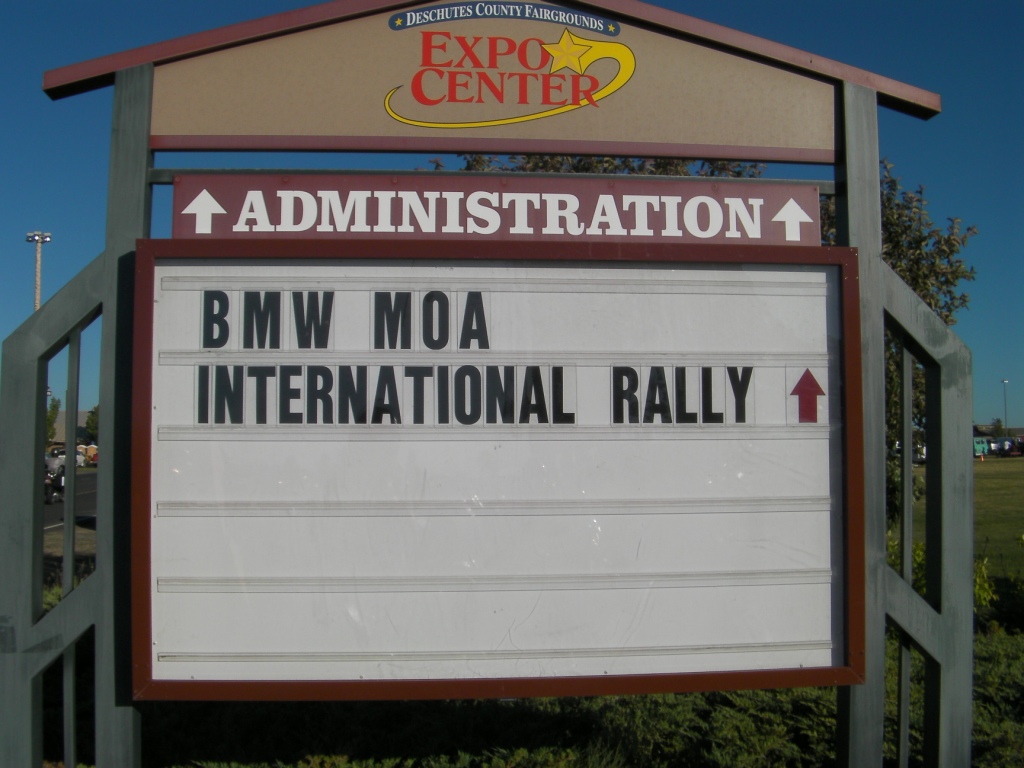 DESCHUTES COUNTY FAIRGROUNDS
EXPO
CENTER
ADMINISTRATION
BMW MOA
INTERNATIONAL RALLY